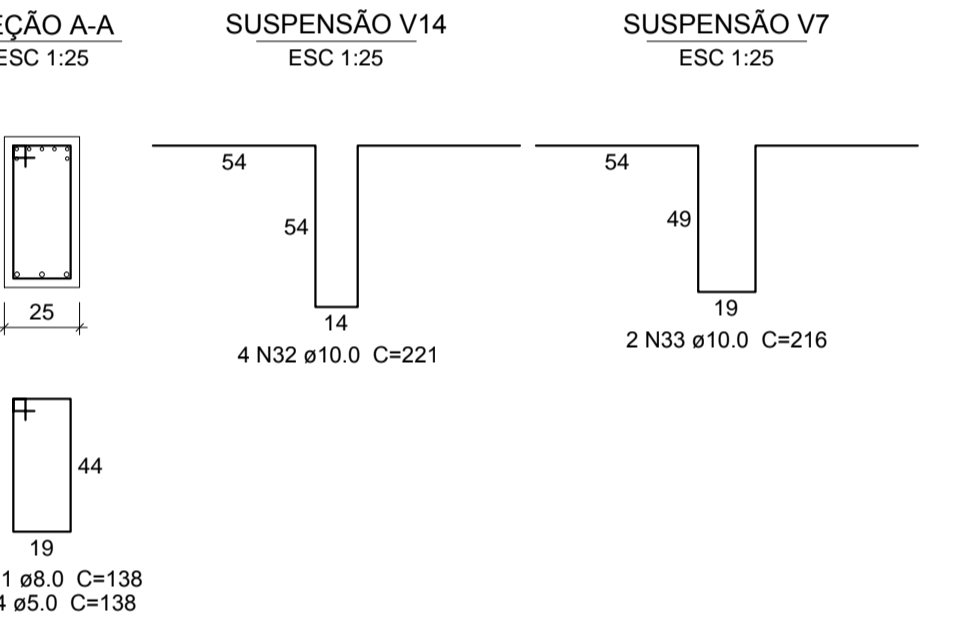 EÇÃO A-A
ESC 1:25
25
44
19
1 ø8.0 C=138
4 ø5.0 C=138
SUSPENSÃO V14
ESC 1:25
54
54
14
4 N32 ø10.0 C=221
SUSPENSÃO V7
ESC 1:25
54
49
19
2 N33 ø10.0 C=216